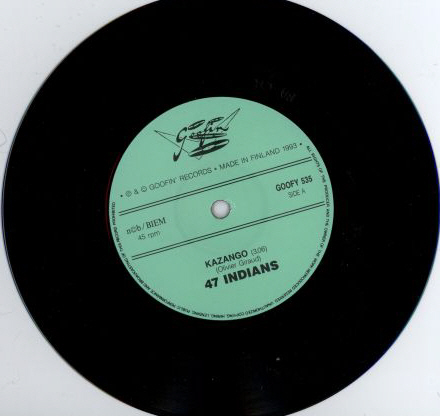 Goofin'
• ℗ & © GOOFIN' RECORDS • MADE IN FINLAND 1993 •
GOOFY 535
SIDE A
n©b/BIEM
45 rpm
KAZANGO (3,06)
(Olivier Giraud)
47 INDIANS